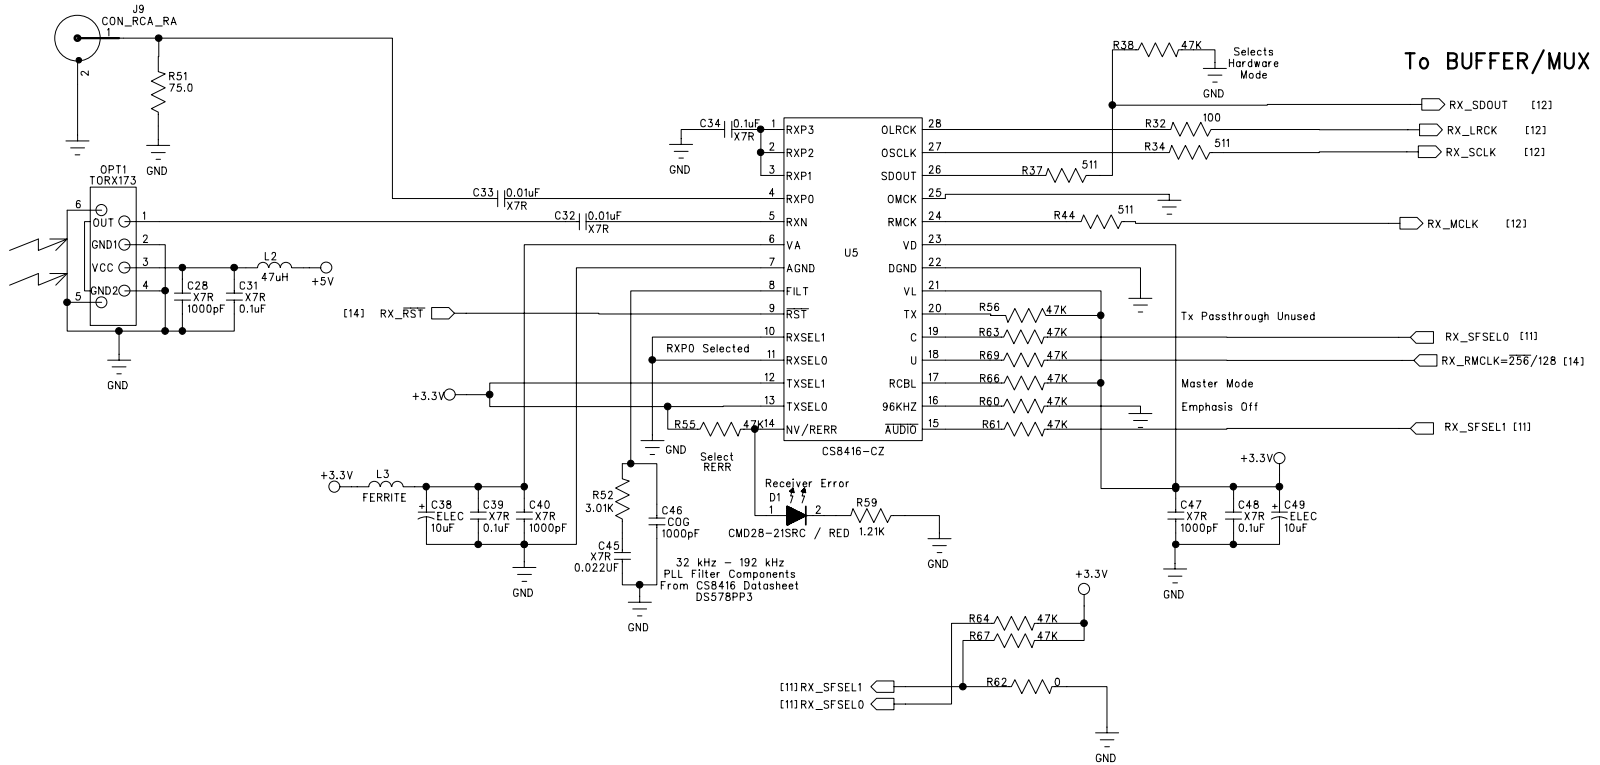 J9
CON_RCA_RA
1
2
R51
75.0
GND
R38 47K
Selects
Hardware
Mode
GND
To BUFFER/MUX
RX_SDOUT [12]
RX_LRCK [12]
RX_SCLK [12]
RX_MCLK [12]
C34 0.1uF
X7R
GND
C33 0.01uF
X7R
C32 0.01uF
X7R
R32 100
R34 511
R37 511
R44 511
OPT1
TORX173
6
OUT 1
GND1 2
VCC 3
GND2 4
5
GND
C28
X7R
1000pF
C31
X7R
0.1uF
L2
47uH
+5V
[14] RX_RST
U5
1 RXP3 OLRCK 28
2 RXP2 OSCLK 27
3 RXP1 SDOUT 26
4 RXP0 OMCK 25
5 RXN RMCK 24
6 VA VD 23
7 AGND DGND 22
8 FILT VL 21
9 RST TX 20
10 RXSEL1 C 19
11 RXSEL0 U 18
12 TXSEL1 RCBL 17
13 TXSEL0 96KHZ 16
14 NV/RERR AUDIO 15
CS8416-CZ
RXP0 Selected
+3.3V
R55 47K
GND
Select
RERR
R56 47K
R63 47K
R69 47K
R66 47K
R60 47K
R61 47K
Tx Passthrough Unused
RX_SFSEL0 [11]
RX_RMCLK=256/128 [14]
Master Mode
Emphasis Off
RX_SFSEL1 [11]
+3.3V
L3
FERRITE
C38
+
ELEC
10uF
C39
X7R
0.1uF
C40
X7R
1000pF
GND
R52
3.01K
C45
X7R
0.022UF
C46
COG
1000pF
GND
32 kHz - 192 kHz
PLL Filter Components
From CS8416 Datasheet
DS578PP3
Receiver Error
D1
1 2
CMD28-21SRC / RED
R59
1.21K
GND
+3.3V
C47
X7R
1000pF
C48
X7R
0.1uF
C49
+
ELEC
10uF
GND
+3.3V
R64 47K
R67 47K
R62 0
[11]RX_SFSEL1
[11]RX_SFSEL0
GND